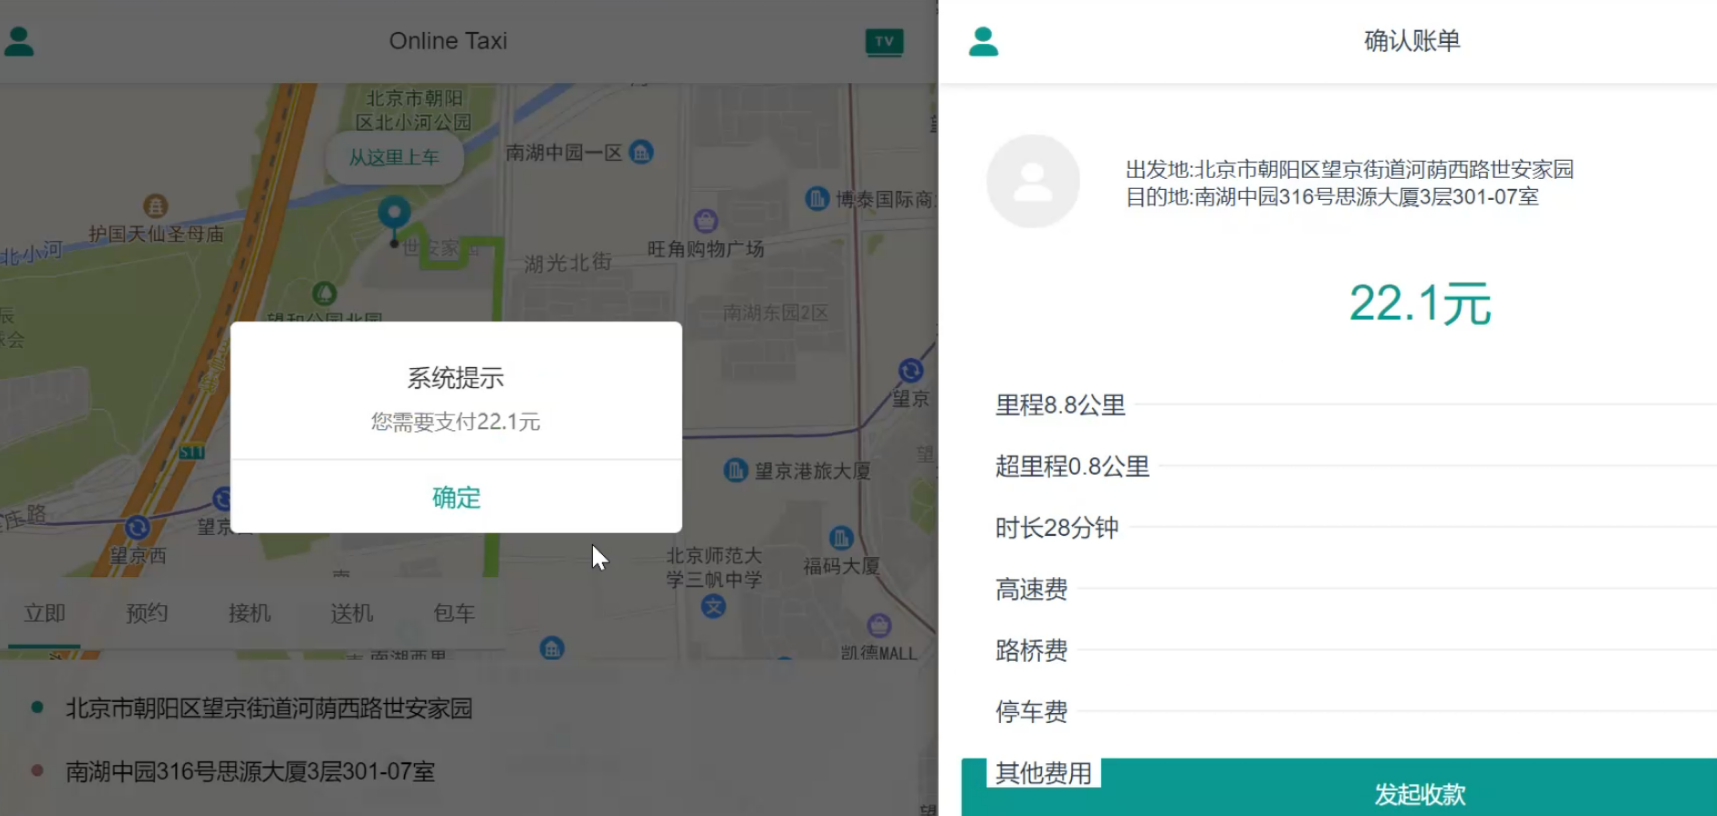 Online Taxi
TV
北京市朝阳
区北小河公园
从这里上车
南湖中园一区
博泰国际商
护国天仙圣母庙
北小河
世安家园
湖光北街
旺角购物广场
南湖东园2区
望和公园北园
望京
系统提示
您需要支付22.1元
确定
S11
望京港旅大厦
望京西
望京
北京师范大
学三帆中学
文
福码大厦
凯德MALL
南湖西里
立即
预约
接机
送机
包车
北京市朝阳区望京街道河荫西路世安家园
南湖中园316号思源大厦3层301-07室
确认账单
出发地:北京市朝阳区望京街道河荫西路世安家园
目的地:南湖中园316号思源大厦3层301-07室
22.1元
里程8.8公里
超里程0.8公里
时长28分钟
高速费
路桥费
停车费
其他费用
发起收款